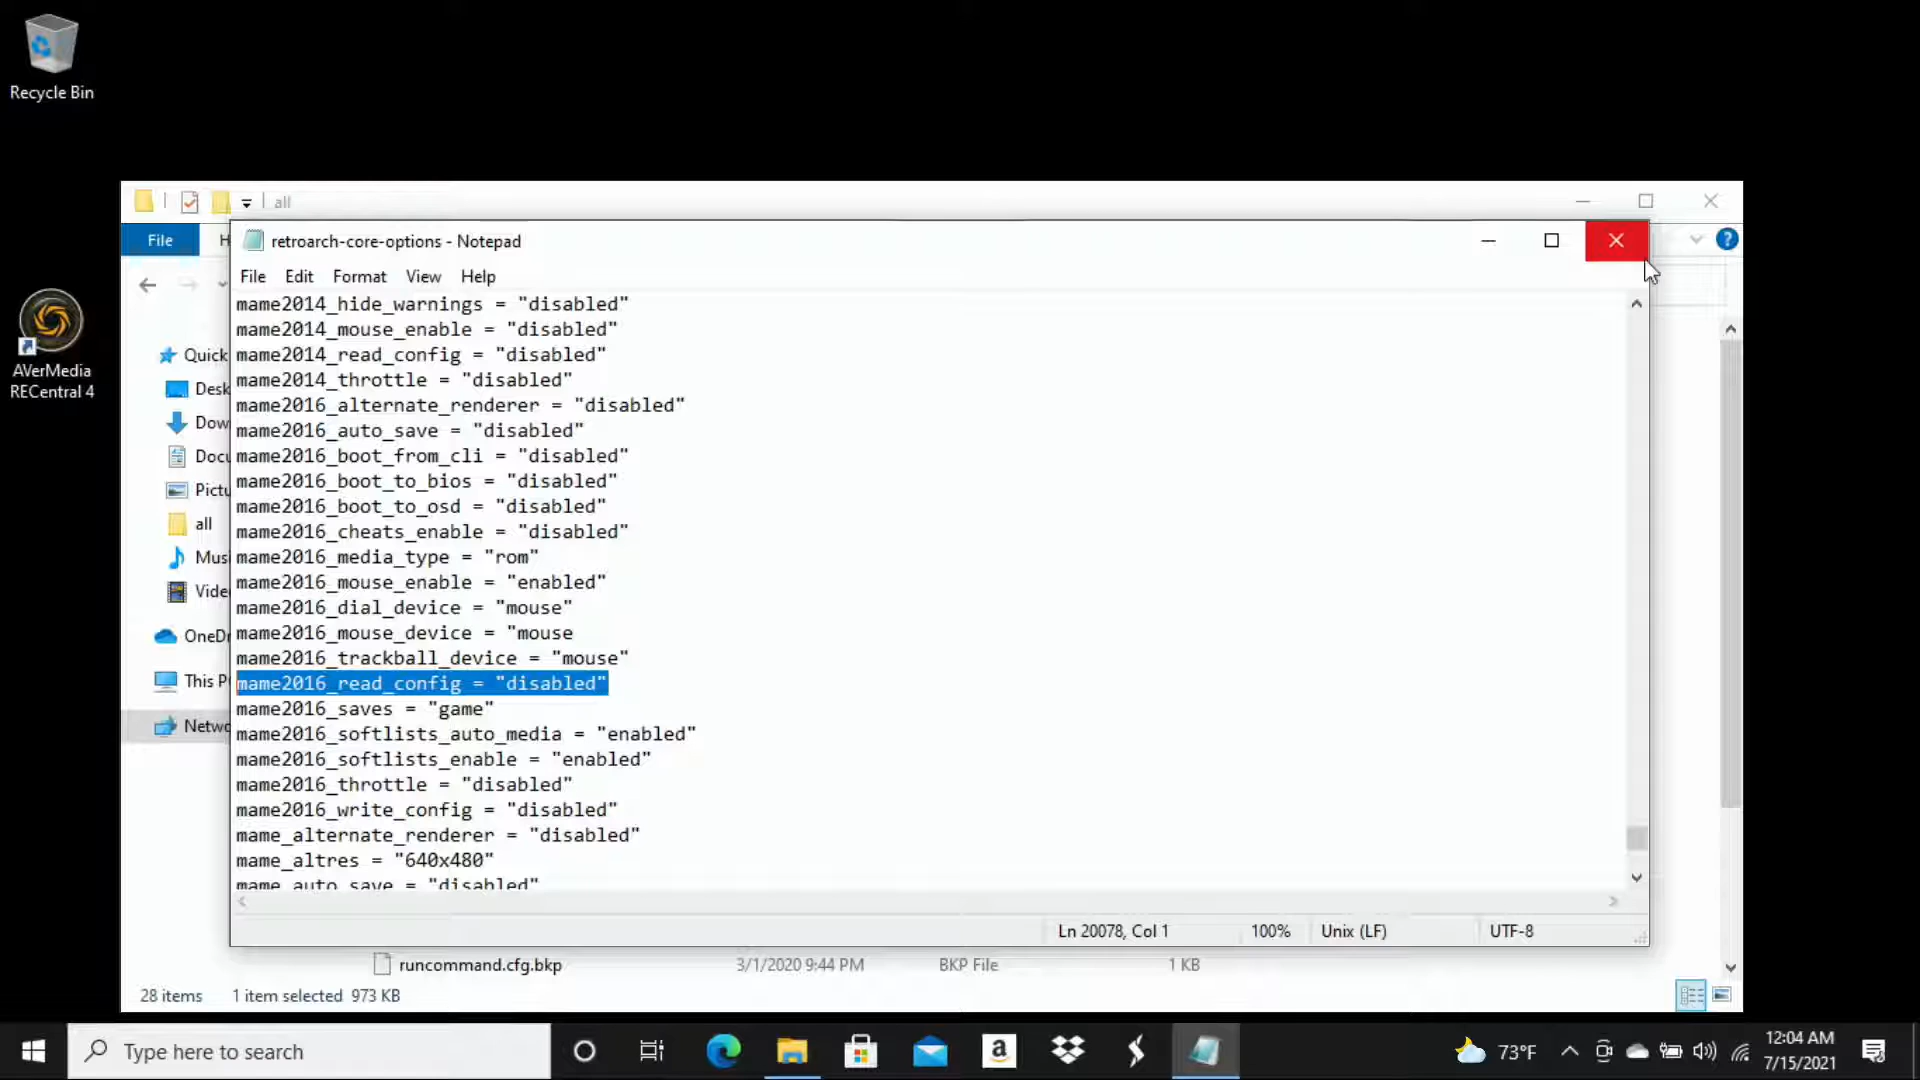 Recycle Bin
all
File
H
retroarch-core-options - Notepad
File Edit Format View Help
mame2014_hide_warnings = "disabled"
mame2014_mouse_enable = "disabled"
mame2014_read_config = "disabled"
mame2014_throttle = "disabled"
mame2016_alternate_renderer = "disabled"
mame2016_auto_save = "disabled"
mame2016_boot_from_cli = "disabled"
mame2016_boot_to_bios = "disabled"
mame2016_boot_to_osd = "disabled"
mame2016_cheats_enable = "disabled"
mame2016_media_type = "rom"
mame2016_mouse_enable = "enabled"
mame2016_dial_device = "mouse"
mame2016_mouse_device = "mouse
mame2016_trackball_device = "mouse"
mame2016_read_config = "disabled"
mame2016_saves = "game"
mame2016_softlists_auto_media = "enabled"
mame2016_softlists_enable = "enabled"
mame2016_throttle = "disabled"
mame2016_write_config = "disabled"
mame_alternate_renderer = "disabled"
mame_altres = "640x480"
mame_auto_save = "disabled"
Ln 20078, Col 1 100% Unix (LF) UTF-8
AVerMedia
RECentral 4
Quick
Desk
Dow
Docu
Pictu
all
Musi
Vide
OneDr
This P
Netwo
runcommand.cfg.bkp 3/1/2020 9:44 PM BKP File 1 KB
28 items 1 item selected 973 KB
Type here to search
73°F
12:04 AM
7/15/2021